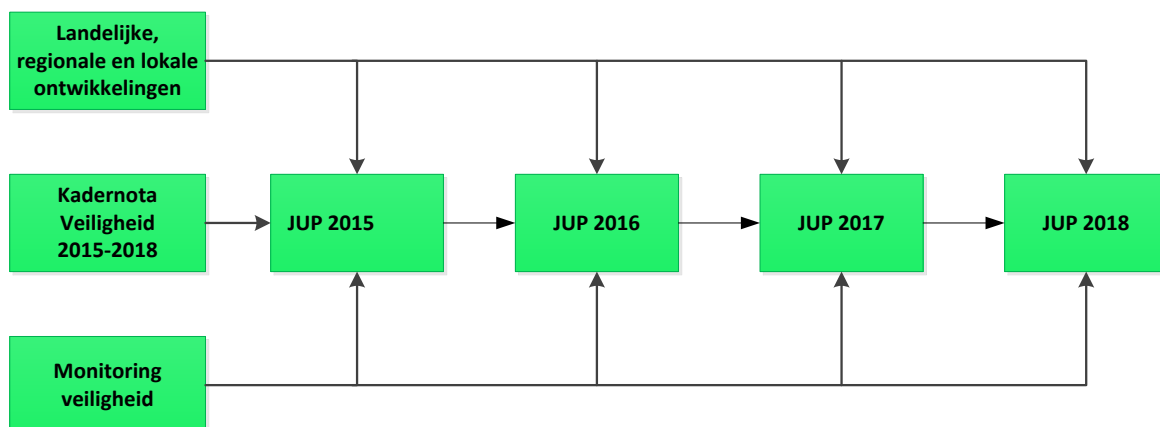 Landelijke,
regionale en lokale
ontwikkelingen
Kadernota
Veiligheid
2015-2018
JUP 2015
JUP 2016
JUP 2017
JUP 2018
Monitoring
veiligheid